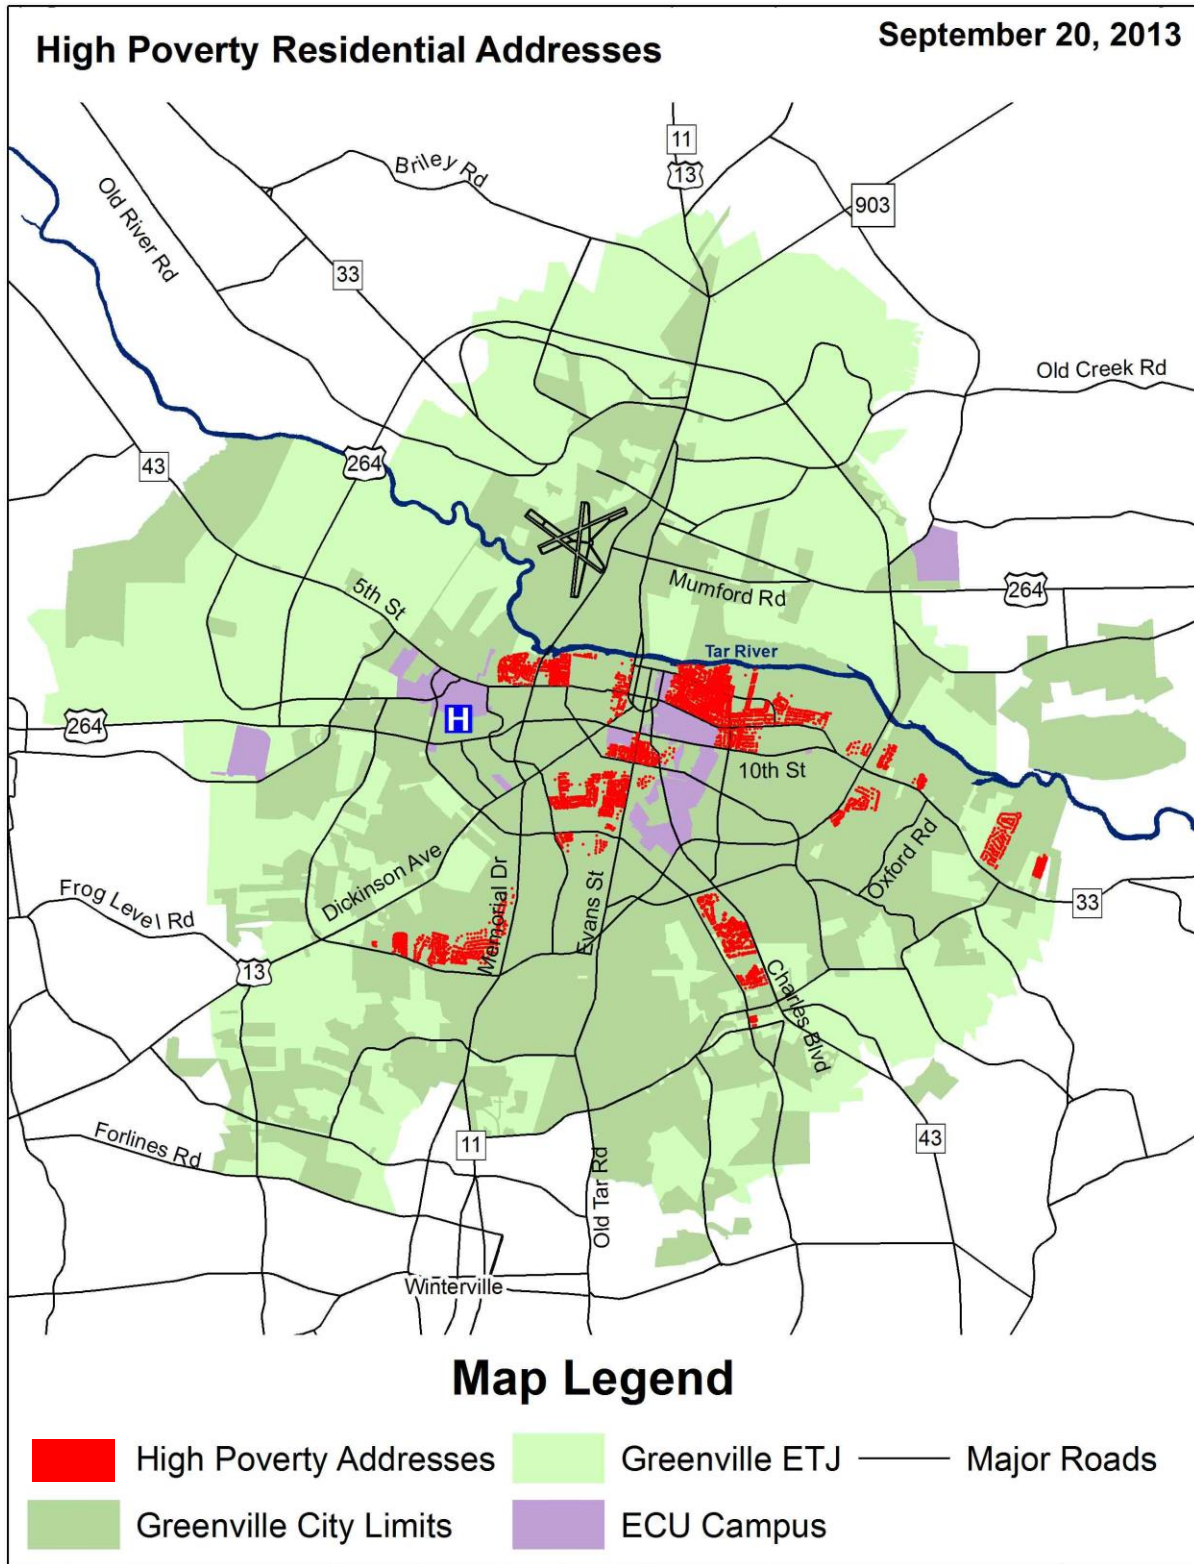 High Poverty Residential Addresses
September 20, 2013
11
13
Briley Rd
903
Old River Rd
33
Old Creek Rd
43
264
5th St
Mumford Rd
264
Tar River
264
H
10th St
Dickinson Ave
Memorial Dr
Evans St
Oxford Rd
Frog Level Rd
33
13
Charles Blvd
Forlines Rd
11
43
Old Tar Rd
Winterville
Map Legend
High Poverty Addresses
Greenville ETJ
Major Roads
Greenville City Limits
ECU Campus